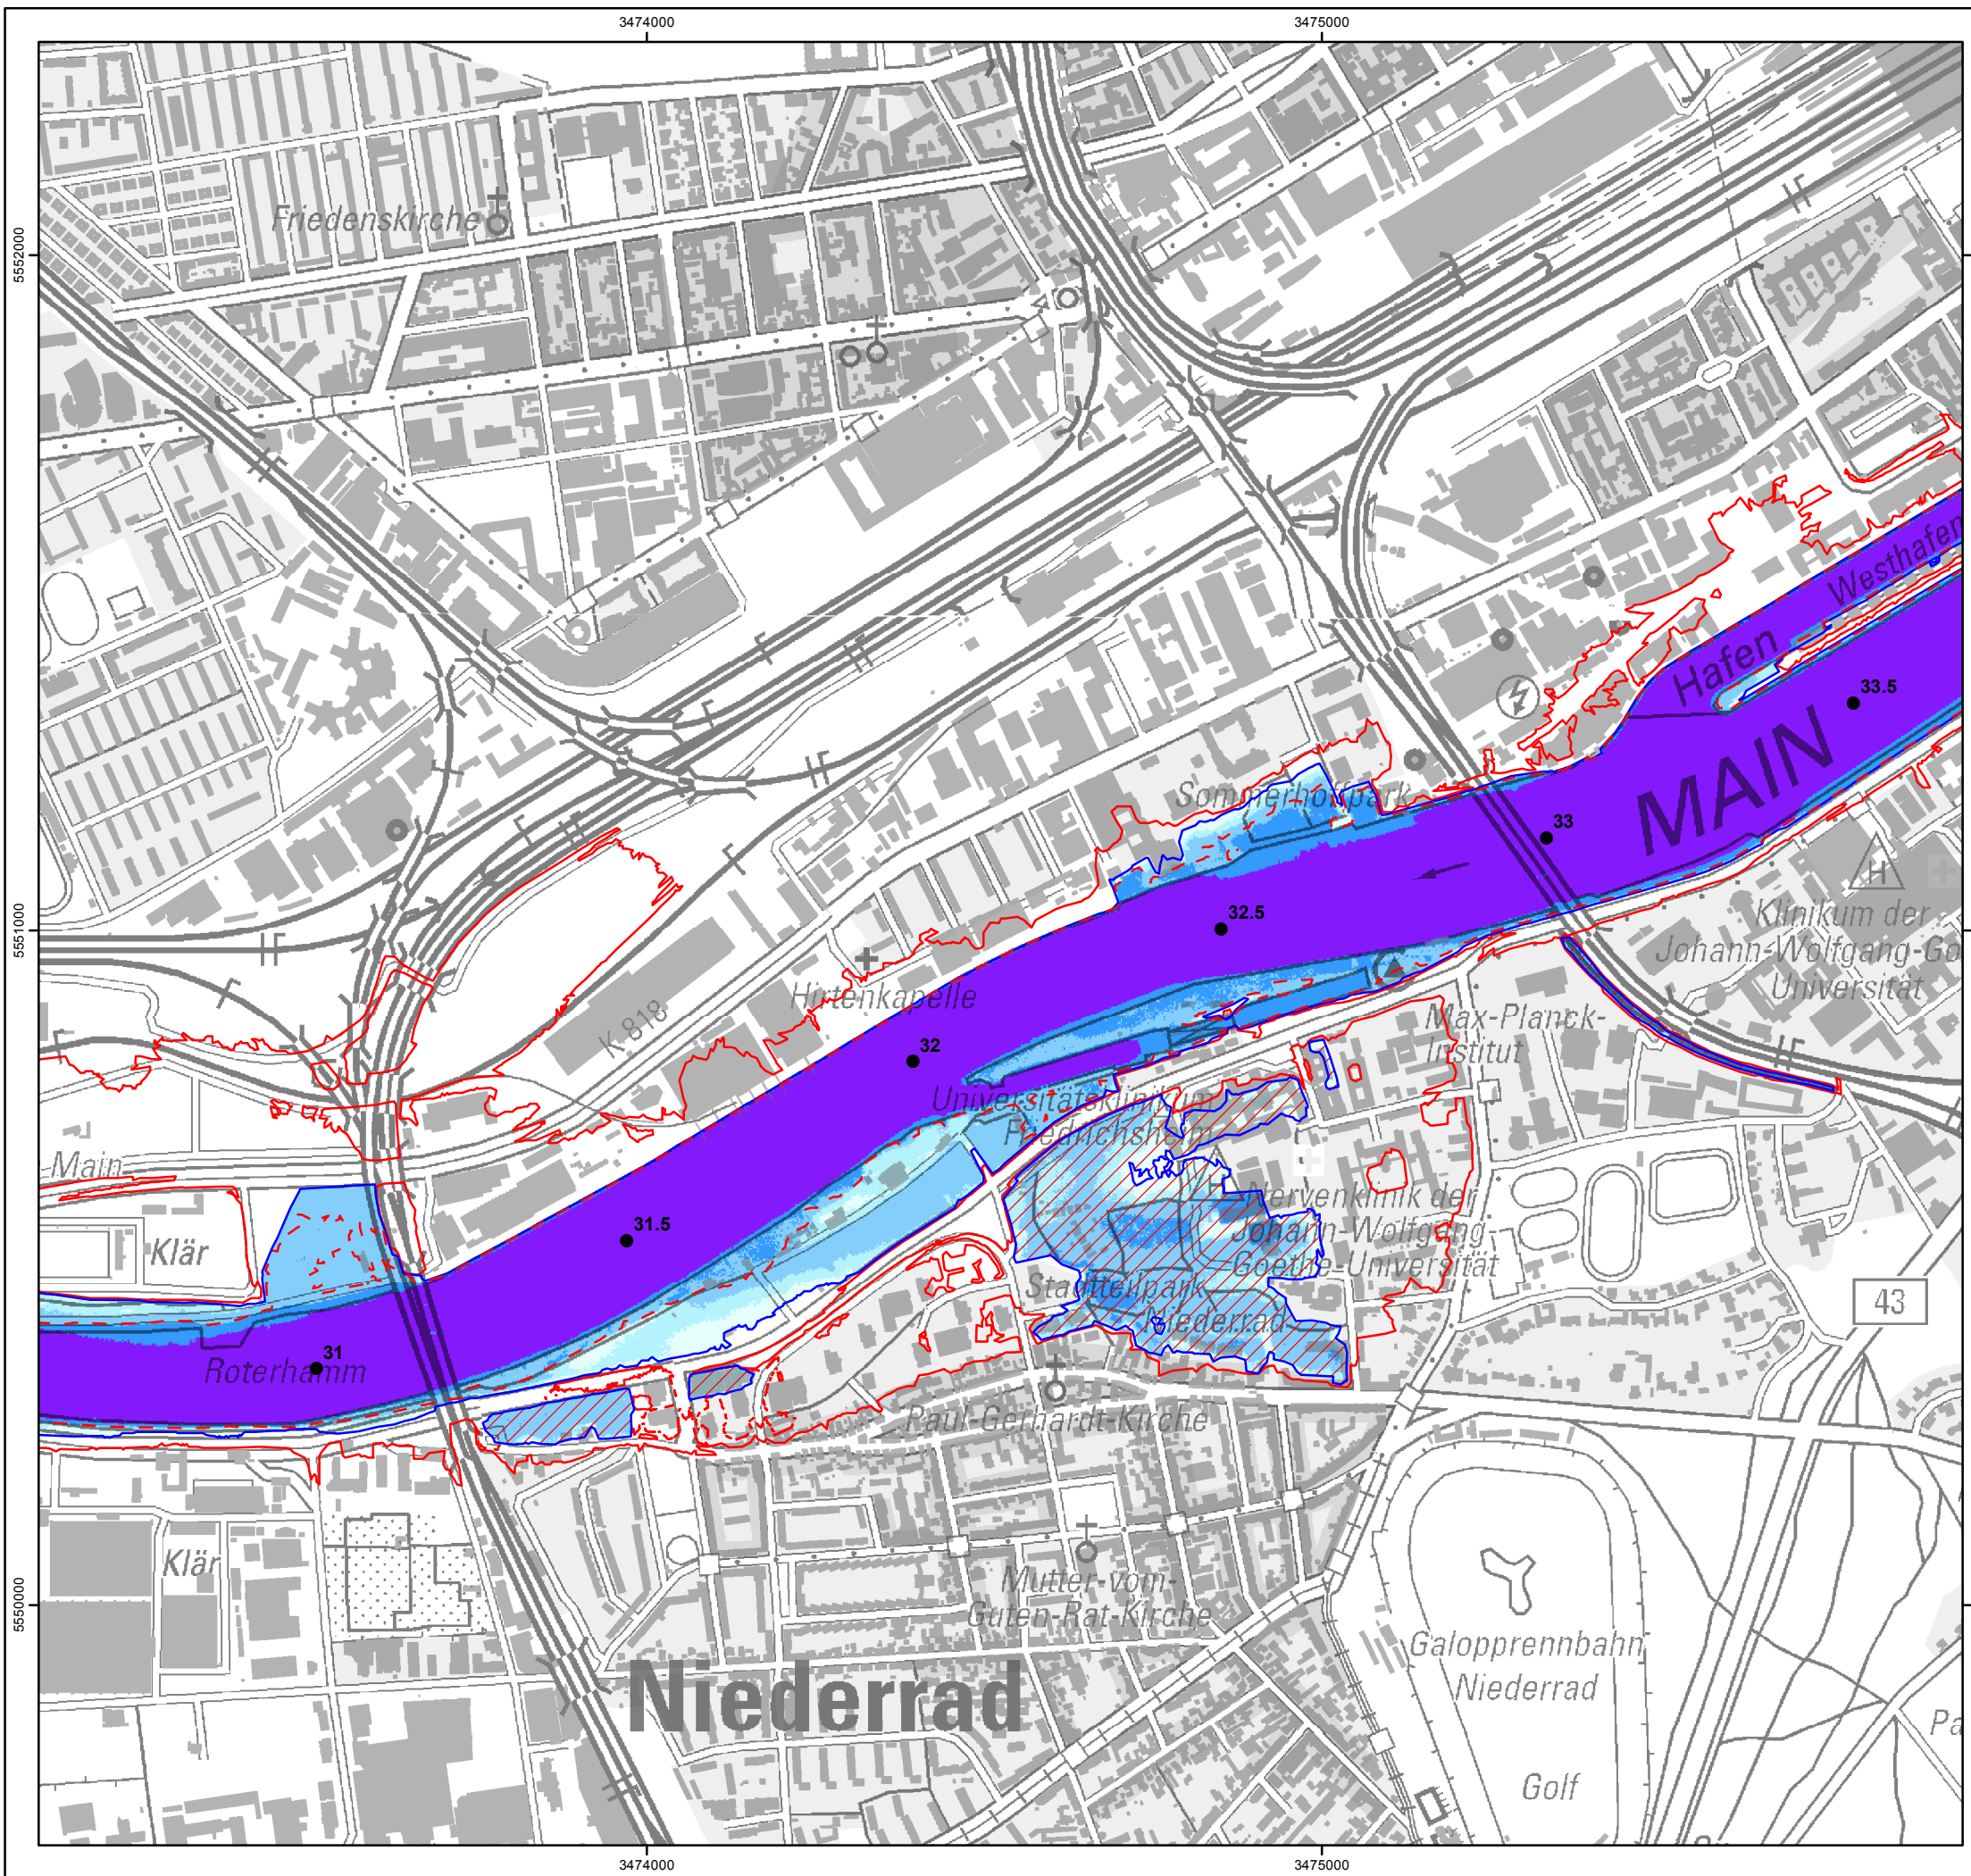 3474000
3475000
5552000
5551000
5550000
Friedenskirche
Westhafen
Hafen
33.5
MAIN
33
Sommerhoffpark
32.5
H
Klinikum der
Johann-Wolfgang-Go
Universität
Max-Planck-
Institut
Hirtenkapelle
K 818
32
Universitätsklinikum
Friedrichsheim
Main
Nervenklinik der
Johann-Wolfgang-
Goethe-Universität
31.5
Klär
Stadtteilpark
Niederrad
43
31
Roterhamm
Paul-Gerhardt-Kirche
Klär
Mutter-vom-
Guten-Rat-Kirche
Galopprennbahn
Niederrad
Niederrad
Pa
Golf
3474000
3475000